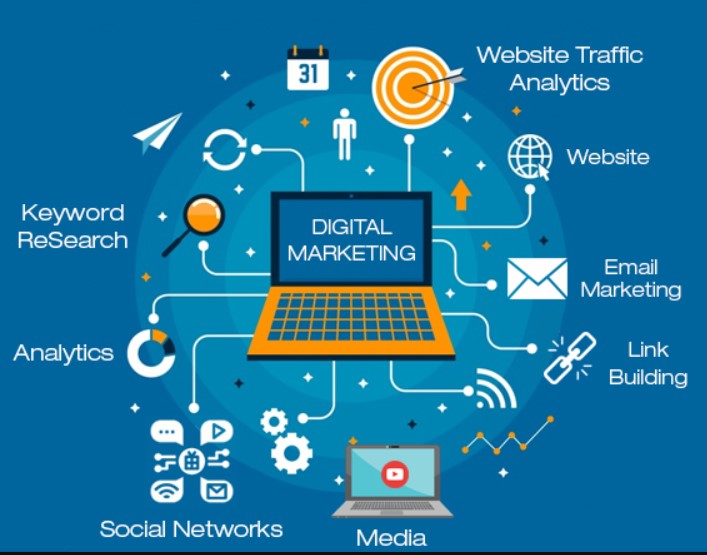 31
Website Traffic
Analytics
Website
Keyword
ReSearch
DIGITAL
MARKETING
Email
Marketing
Analytics
Link
Building
Social Networks
Media